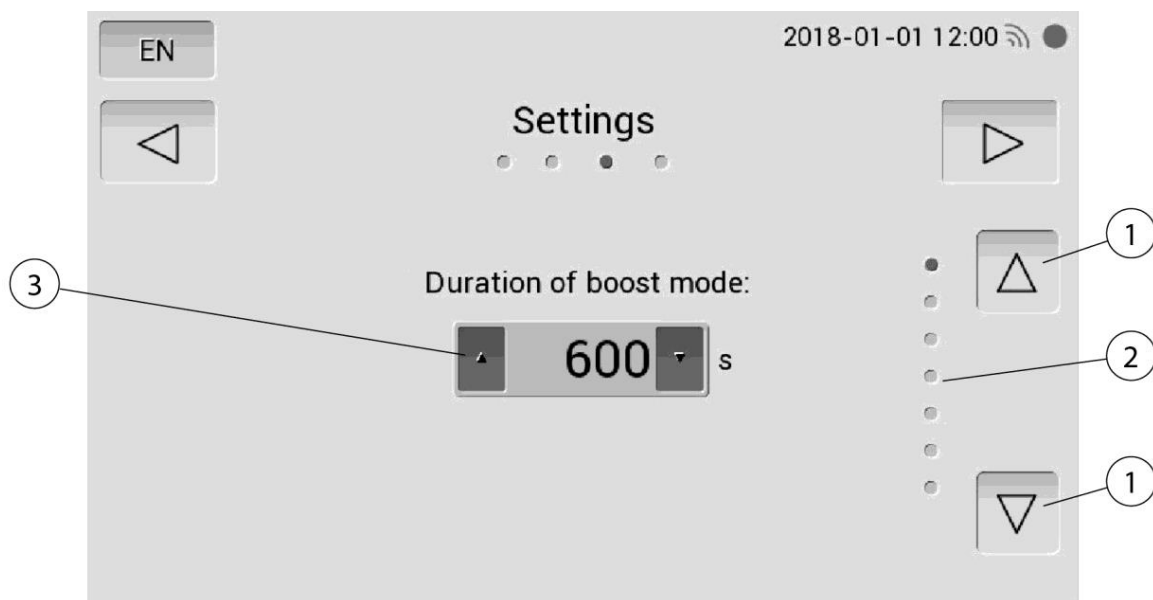 EN
2018-01-01 12:00
Settings
1
3
Duration of boost mode:
600 s
2
1